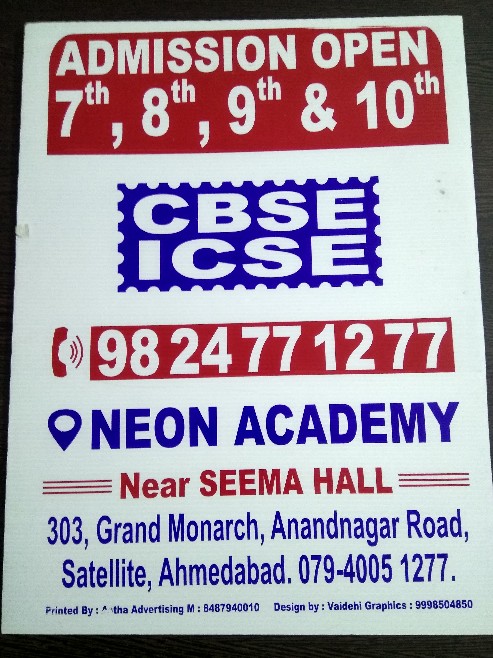 ADMISSION OPEN
7th, 8th, 9th & 10th
CBSE
ICSE
98 24 77 12 77
NEON ACADEMY
Near SEEMA HALL
303, Grand Monarch, Anandnagar Road,
Satellite, Ahmedabad. 079-4005 1277.
Printed By : Advertising M : 8487940010 Design by : Vaidehi Graphics : 9998504850